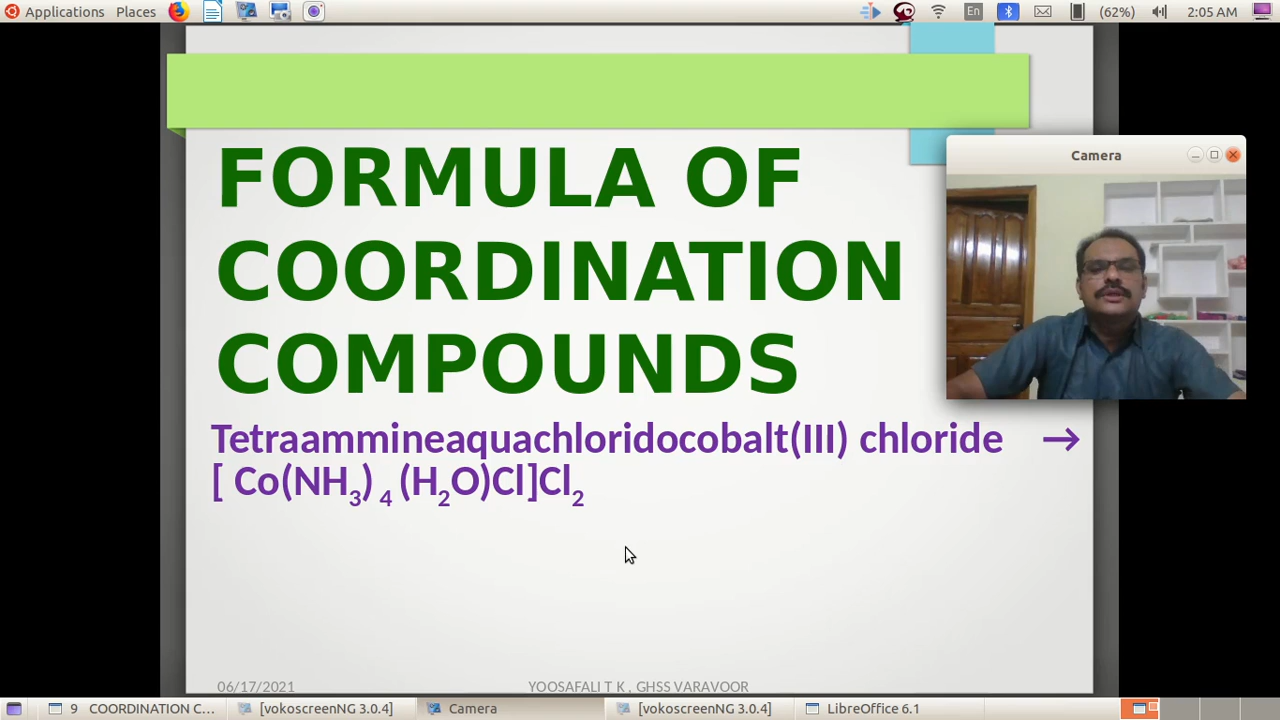 Applications Places En (62%) 2:05 AM
FORMULA OF
COORDINATION
COMPOUNDS
Camera
Tetraammineaquachloridocobalt(III) chloride →
[ Co(NH₃) ₄ (H₂O)Cl]Cl₂
06/17/2021 YOOSAFALI T K , GHSS VARAVOOR
9 COORDINATION C... [vokoscreenNG 3.0.4] Camera [vokoscreenNG 3.0.4] LibreOffice 6.1